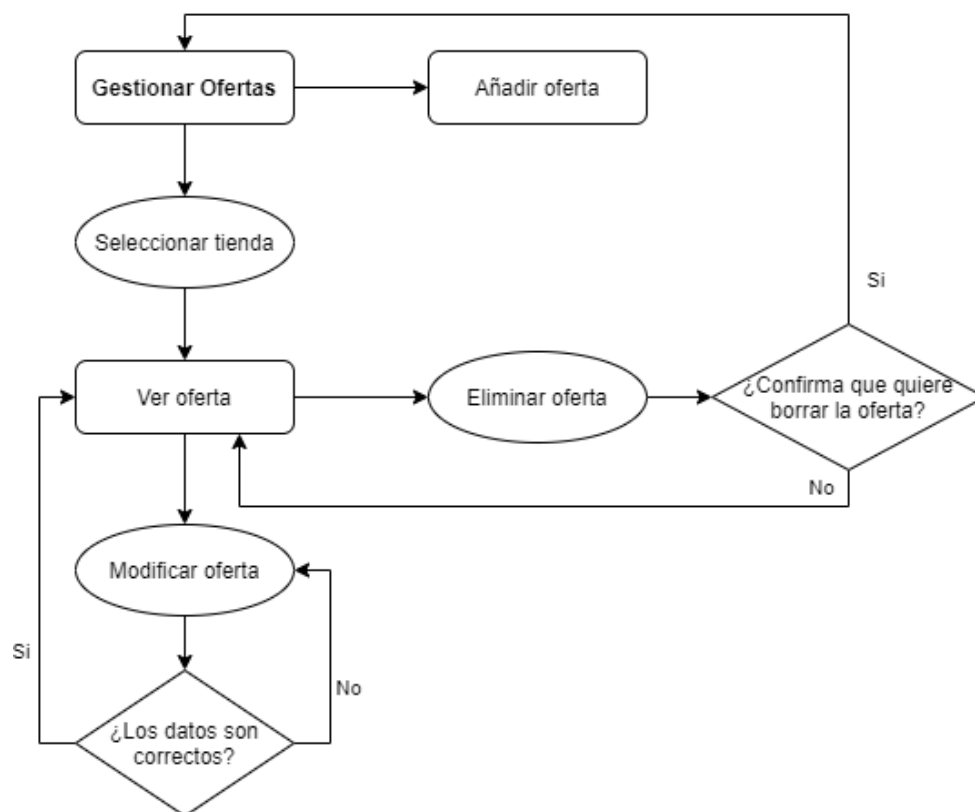 Gestionar Ofertas
Añadir oferta
Seleccionar tienda
Si
Ver oferta
Eliminar oferta
¿Confirma que quiere
borrar la oferta?
No
Modificar oferta
Si
No
¿Los datos son
correctos?